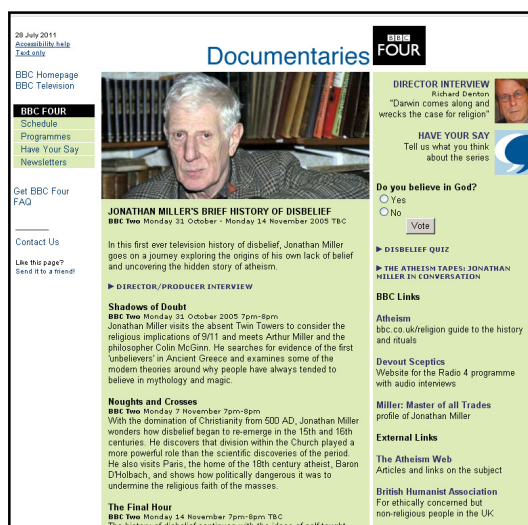 28 July 2011
Accessibility help
Text only
BBC Homepage
BBC Television
BBC FOUR
Schedule
Programmes
Have Your Say
Newsletters
Get BBC Four
FAQ
Contact Us
Like this page?
Send it to a friend!
Documentaries
BBC
FOUR
JONATHAN MILLER'S BRIEF HISTORY OF DISBELIEF
BBC Two Monday 31 October - Monday 14 November 2005 TBC
In this first ever television history of disbelief, Jonathan Miller
goes on a journey exploring the origins of his own lack of belief
and uncovering the hidden story of atheism.
DIRECTOR/PRODUCER INTERVIEW
Shadows of Doubt
BBC Two Monday 31 October 2005 7pm-8pm
Jonathan Miller visits the absent Twin Towers to consider the
religious implications of 9/11 and meets Arthur Miller and the
philosopher Colin McGinn. He searches for evidence of the first
'unbelievers' in Ancient Greece and examines some of the
modern theories around why people have always tended to
believe in mythology and magic.
Noughts and Crosses
BBC Two Monday 7 November 7pm-8pm
With the domination of Christianity from 500 AD, Jonathan Miller
wonders how disbelief began to re-emerge in the 15th and 16th
centuries. He discovers that division within the Church played a
more powerful role than the scientific discoveries of the period.
He also visits Paris, the home of the 18th century atheist, Baron
D'Holbach, and shows how politically dangerous it was to
undermine the religious faith of the masses.
The Final Hour
BBC Two Monday 14 November 7pm-8pm TBC
The history of disbelief continues with the ideas of self taught
DIRECTOR INTERVIEW
Richard Denton
"Darwin comes along and
wrecks the case for religion"
HAVE YOUR SAY
Tell us what you think
about the series
Do you believe in God?
Yes
No
Vote
DISBELIEF QUIZ
THE ATHEISM TAPES: JONATHAN
MILLER IN CONVERSATION
BBC Links
Atheism
bbc.co.uk/religion guide to the history
and rituals
Devout Sceptics
Website for the Radio 4 programme
with audio interviews
Miller: Master of all Trades
profile of Jonathan Miller
External Links
The Atheism Web
Articles and links on the subject
British Humanist Association
For ethically concerned but
non-religious people in the UK